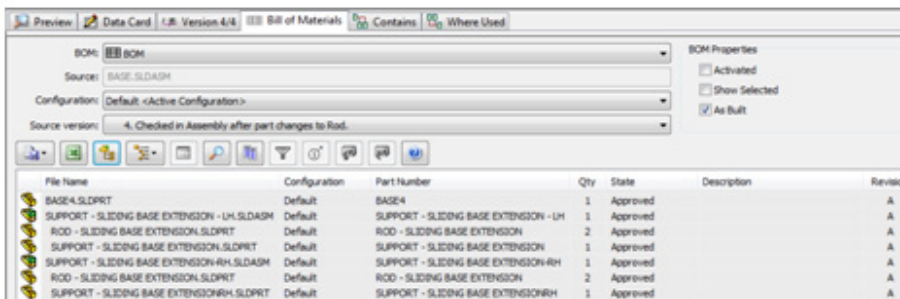 Preview Data Card Version 4/4 Bill of Materials Contains Where Used
BOM: BOM
BOM Properties
Source: BASE.SLDASM
Activated
Show Selected
Configuration: Default <Active Configuration>
As Built
Source version: 4. Checked in Assembly after part changes to Rod.
File Name Configuration Part Number Qty State Description Revisio
BASE4.SLDPRT Default BASE4 1 Approved A
SUPPORT - SLIDING BASE EXTENSION - LH.SLDASM Default SUPPORT - SLIDING BASE EXTENSION - LH 1 Approved A
ROD - SLIDING BASE EXTENSION.SLDPRT Default ROD - SLIDING BASE EXTENSION 2 Approved A
SUPPORT - SLIDING BASE EXTENSION.SLDPRT Default SUPPORT - SLIDING BASE EXTENSION 1 Approved A
SUPPORT - SLIDING BASE EXTENSION-RH.SLDASM Default SUPPORT - SLIDING BASE EXTENSION-RH 1 Approved A
ROD - SLIDING BASE EXTENSION.SLDPRT Default ROD - SLIDING BASE EXTENSION 2 Approved A
SUPPORT - SLIDING BASE EXTENSIONRH.SLDPRT Default SUPPORT - SLIDING BASE EXTENSIONRH 1 Approved A